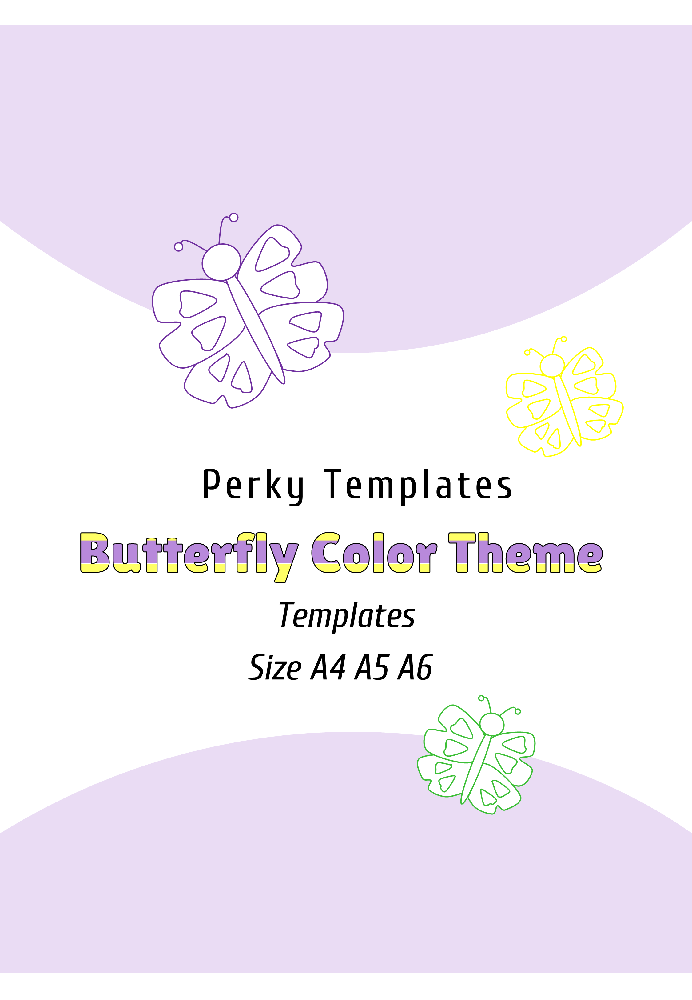 Perky Templates
Butterfly Color Theme
Templates
Size A4 A5 A6